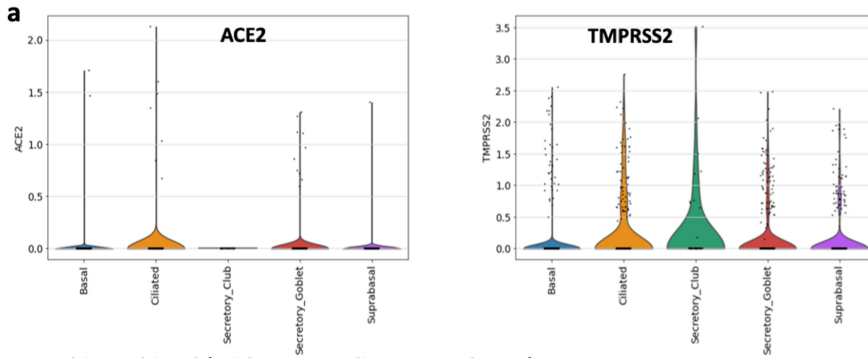 a
ACE2
TMPRSS2
ACE2
2.0
1.5
1.0
0.5
0.0
Basal
Ciliated
Secretory_Club
Secretory_Goblet
Suprabasal
TMPRSS2
3.5
3.0
2.5
2.0
1.5
1.0
0.5
0.0
Basal
Ciliated
Secretory_Club
Secretory_Goblet
Suprabasal